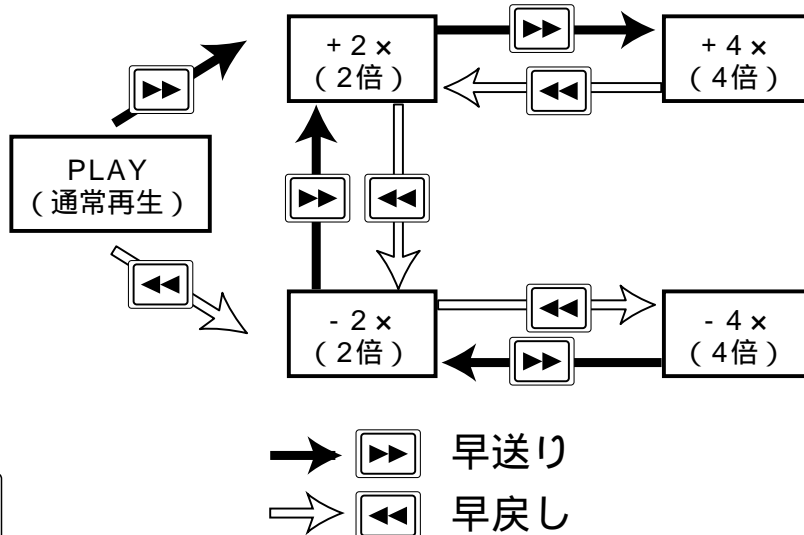 +2×
(2倍)
+4×
(4倍)
PLAY
(通常再生)
-2×
(2倍)
-4×
(4倍)
早送り
早戻し